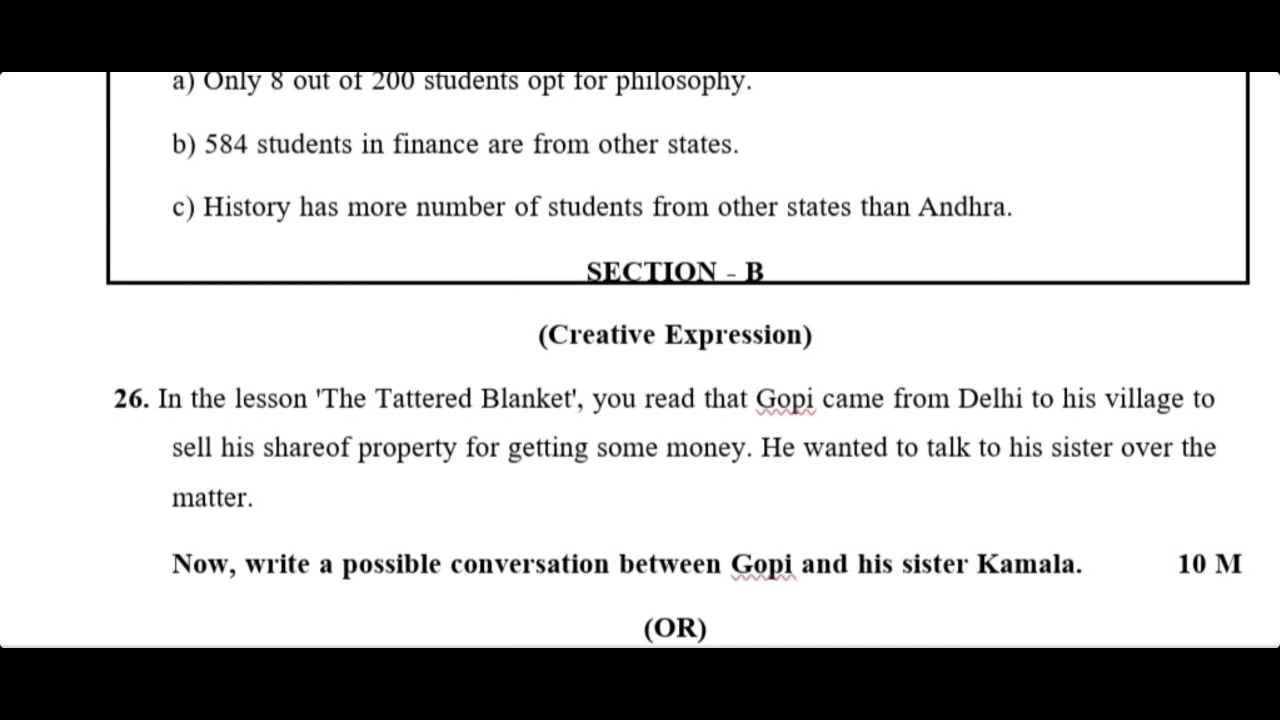 a) Only 8 out of 200 students opt for philosophy.
b) 584 students in finance are from other states.
c) History has more number of students from other states than Andhra.
SECTION - B
(Creative Expression)
26. In the lesson 'The Tattered Blanket', you read that Gopi came from Delhi to his village to
sell his shareof property for getting some money. He wanted to talk to his sister over the
matter.
Now, write a possible conversation between Gopi and his sister Kamala. 10 M
(OR)